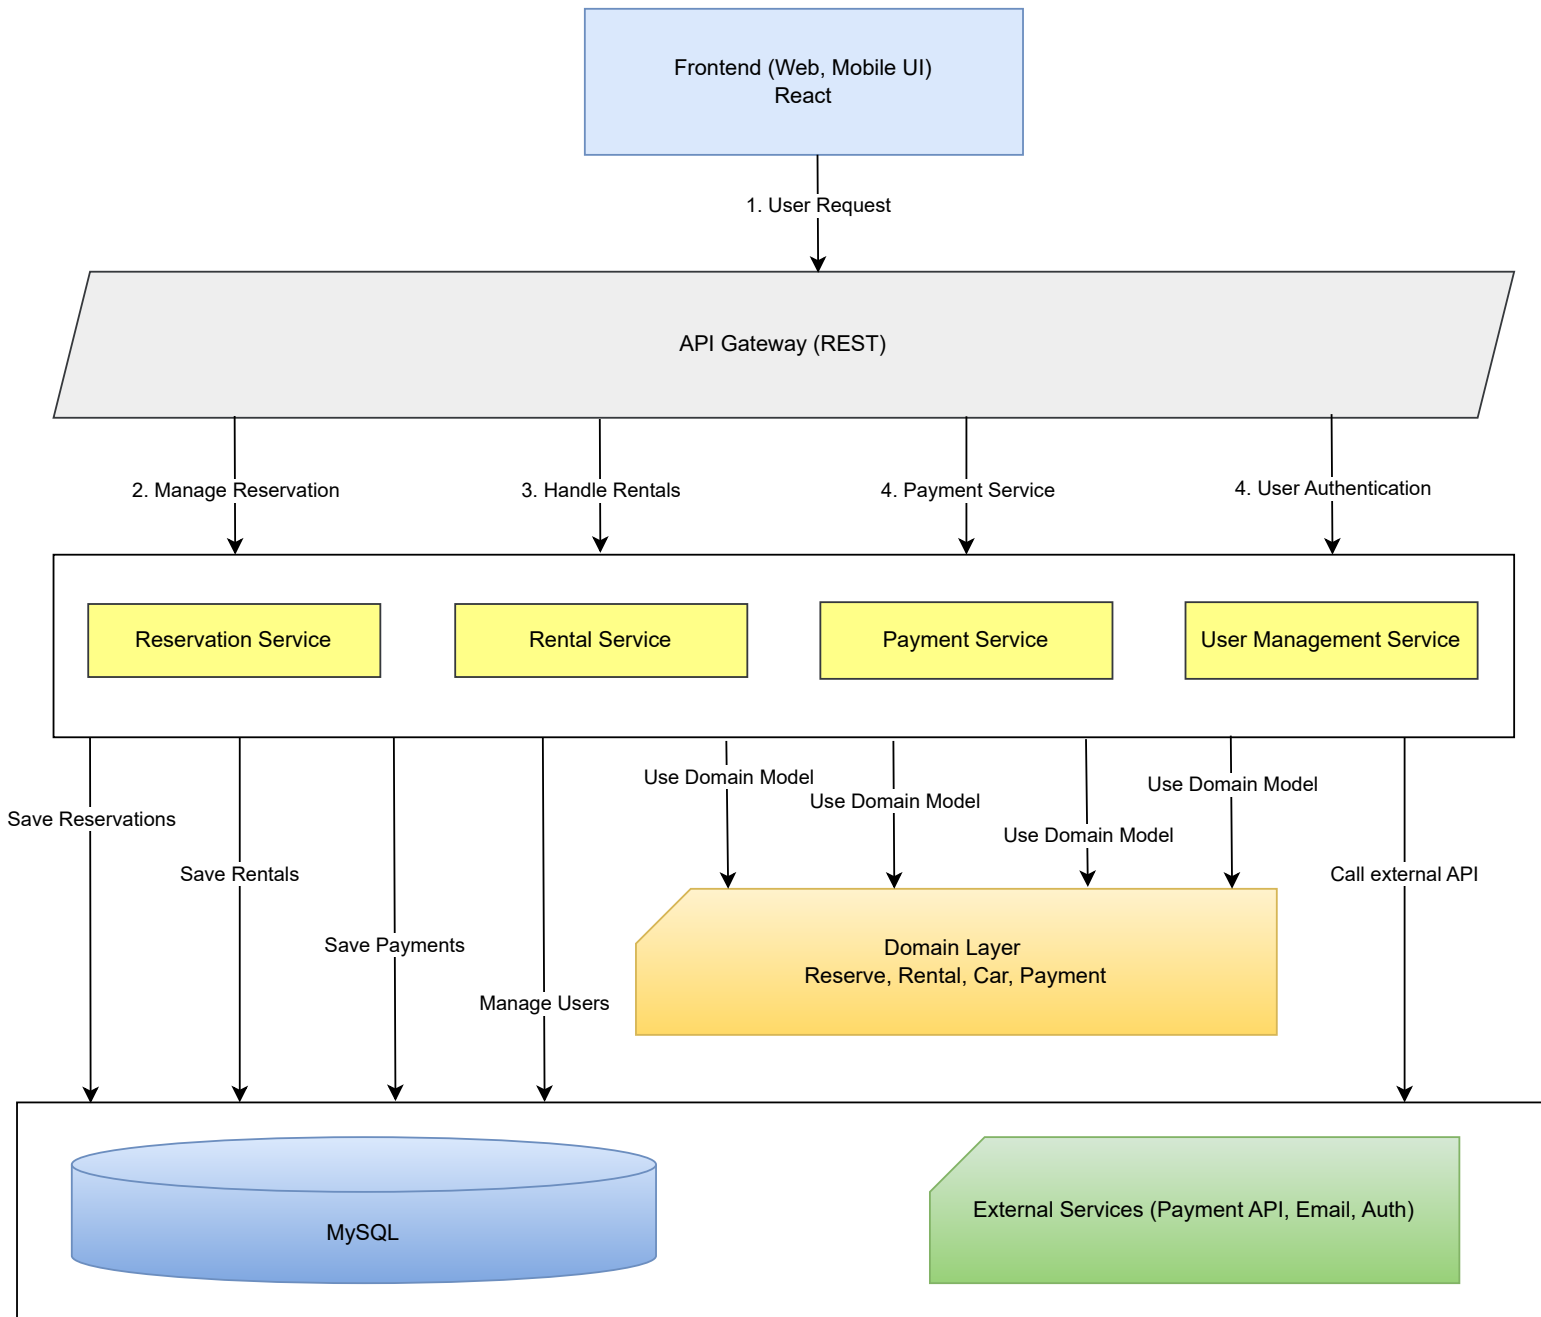 Frontend (Web, Mobile UI)
React
1. User Request
API Gateway (REST)
2. Manage Reservation
3. Handle Rentals
4. Payment Service
4. User Authentication
Reservation Service
Rental Service
Payment Service
User Management Service
Use Domain Model
Use Domain Model
Use Domain Model
Use Domain Model
Save Reservations
Save Rentals
Call external API
Save Payments
Manage Users
Domain Layer
Reserve, Rental, Car, Payment
MySQL
External Services (Payment API, Email, Auth)